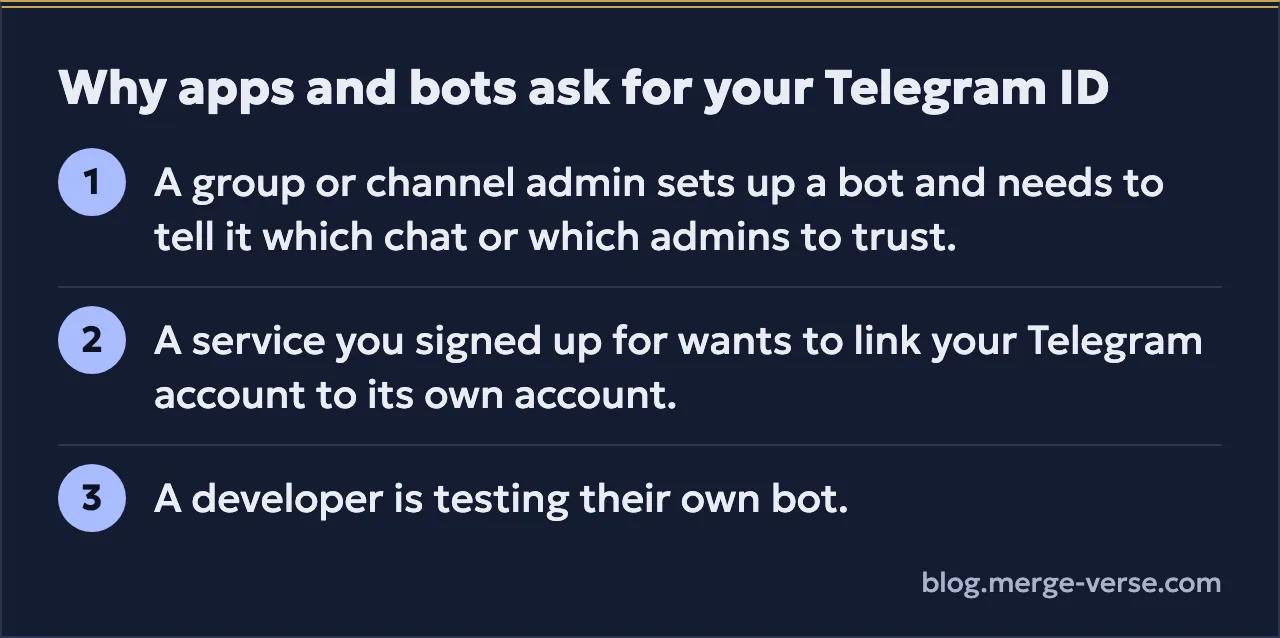 Why apps and bots ask for your Telegram ID
1
A group or channel admin sets up a bot and needs to
tell it which chat or which admins to trust.
2
A service you signed up for wants to link your Telegram
account to its own account.
3
A developer is testing their own bot.
blog.merge-verse.com